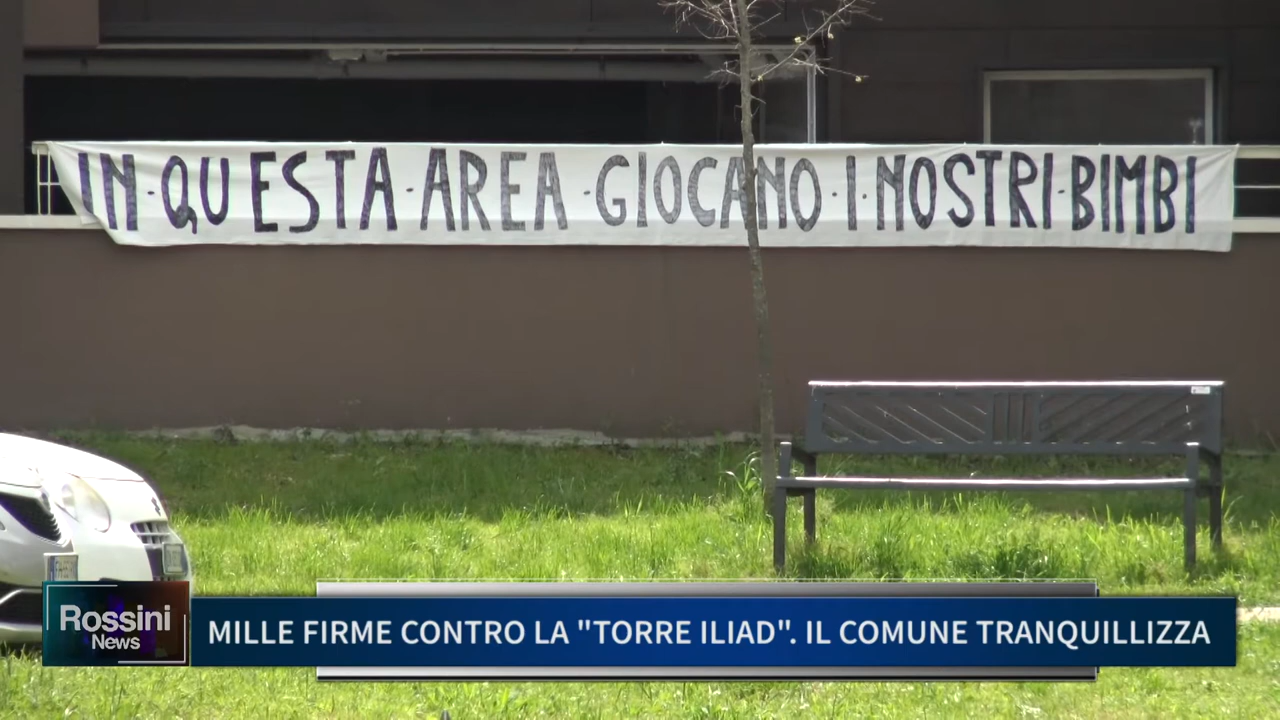 IN·QUESTA·AREA·GIOCANO·I·NOSTRI·BIMBI
Rossini
News
MILLE FIRME CONTRO LA "TORRE ILIAD". IL COMUNE TRANQUILLIZZA